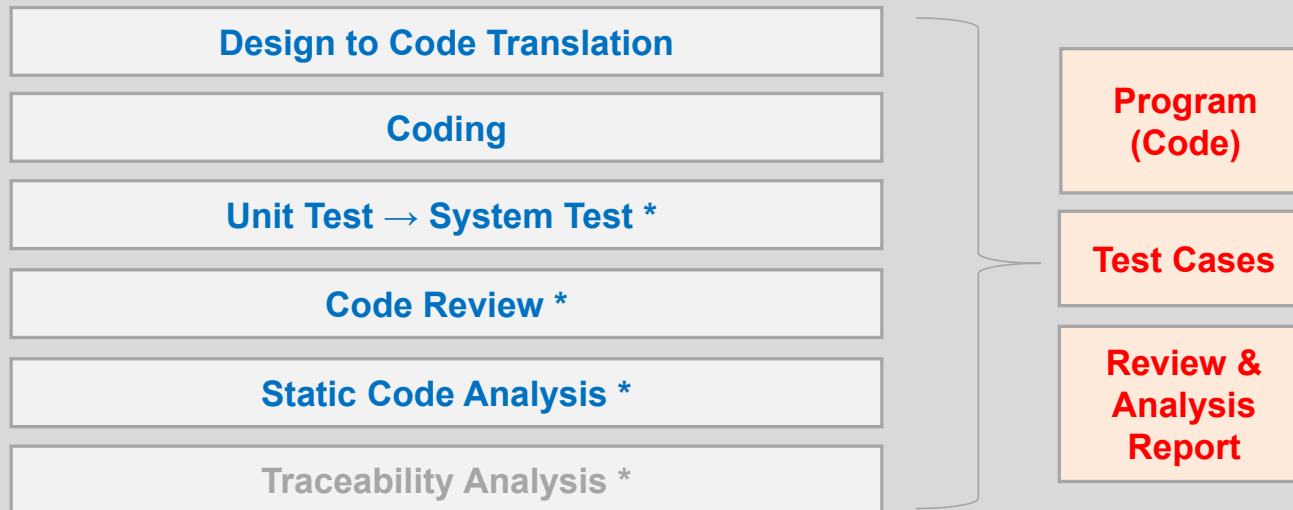 Design to Code Translation
Coding
Unit Test → System Test *
Code Review *
Static Code Analysis *
Traceability Analysis *
Program
(Code)
Test Cases
Review &
Analysis
Report